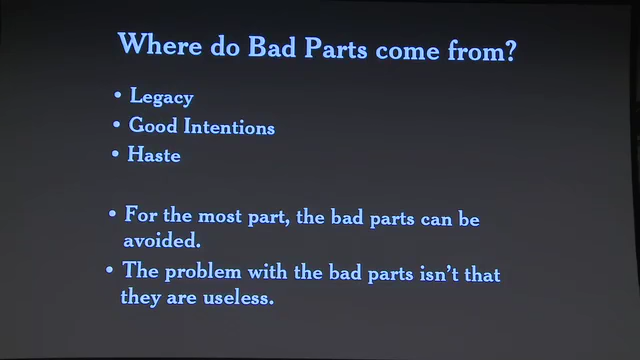 Where do Bad Parts come from?
• Legacy
• Good Intentions
• Haste
• For the most part, the bad parts can be
avoided.
• The problem with the bad parts isn't that
they are useless.